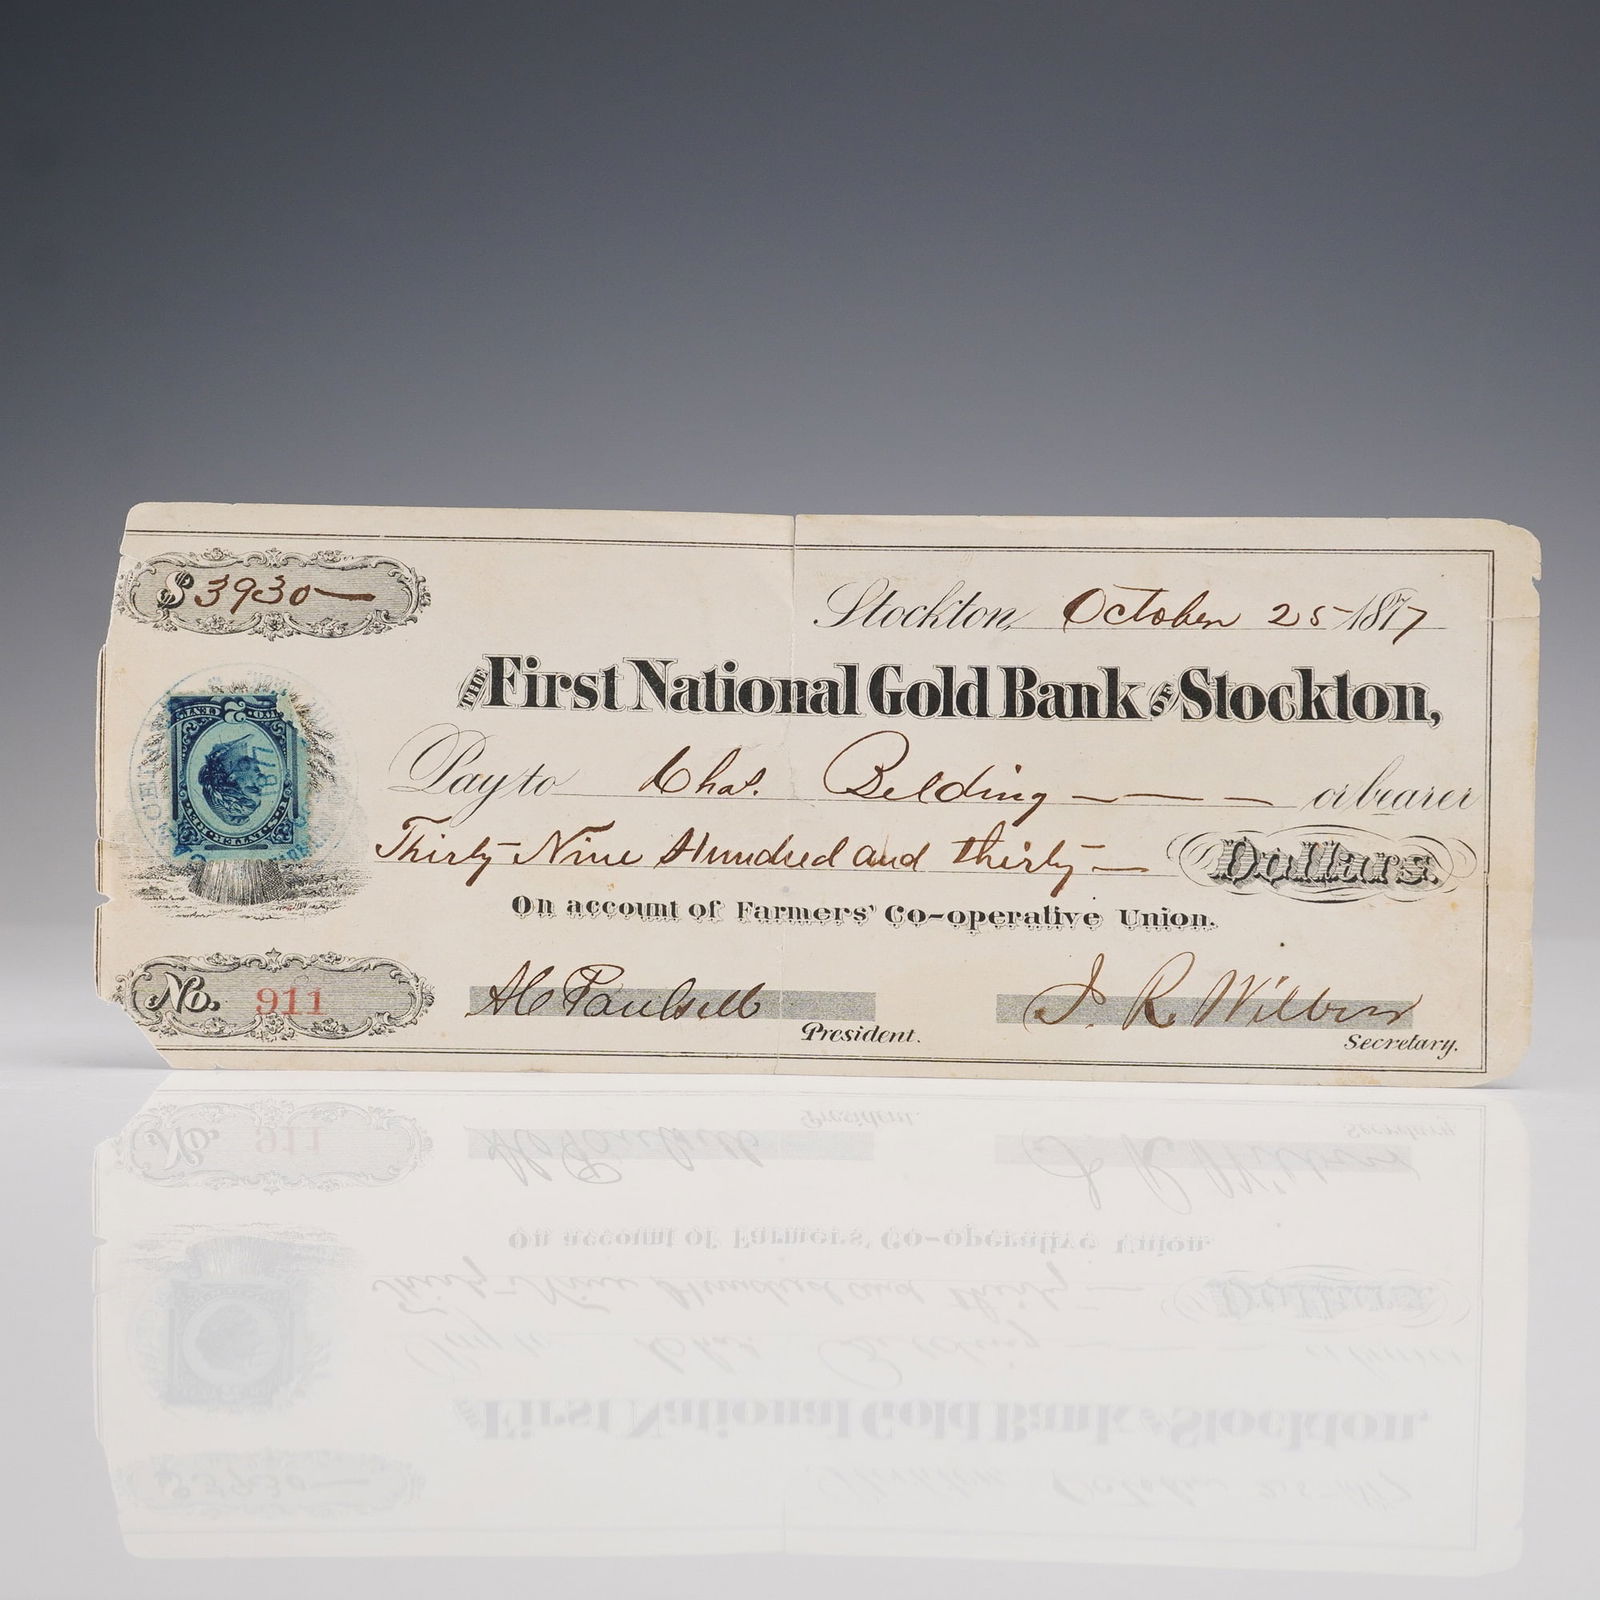 $3930—
Stockton, October 25 1877
THE First National Gold Bank OF Stockton,
Pay to Chas. Belding — — — or bearer
Thirty Nine Hundred and thirty — Dollars.
On account of Farmers' Co-operative Union.
No. 911
President.
J. R. Wilbur
Secretary.